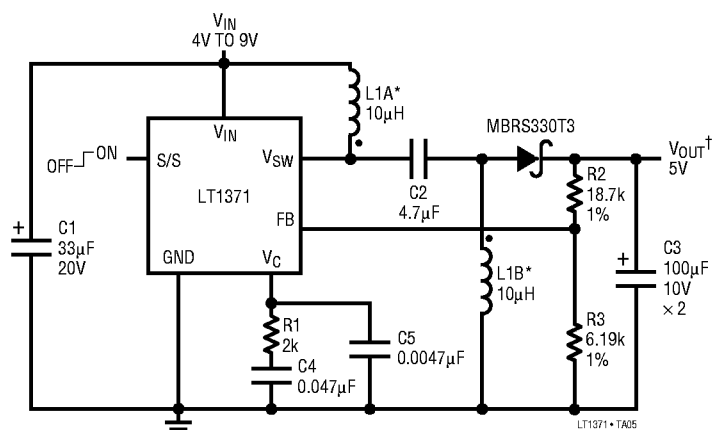 VIN
4V TO 9V
L1A*
10µH
MBRS330T3
VIN
OFF ON
S/S
VSW
VOUT†
5V
R2
18.7k
1%
C2
4.7µF
LT1371
C1
33µF
20V
+
FB
GND
VC
L1B*
10µH
+
C3
100µF
10V
×2
R1
2k
C5
0.0047µF
C4
0.047µF
R3
6.19k
1%
LT1371 • TA05